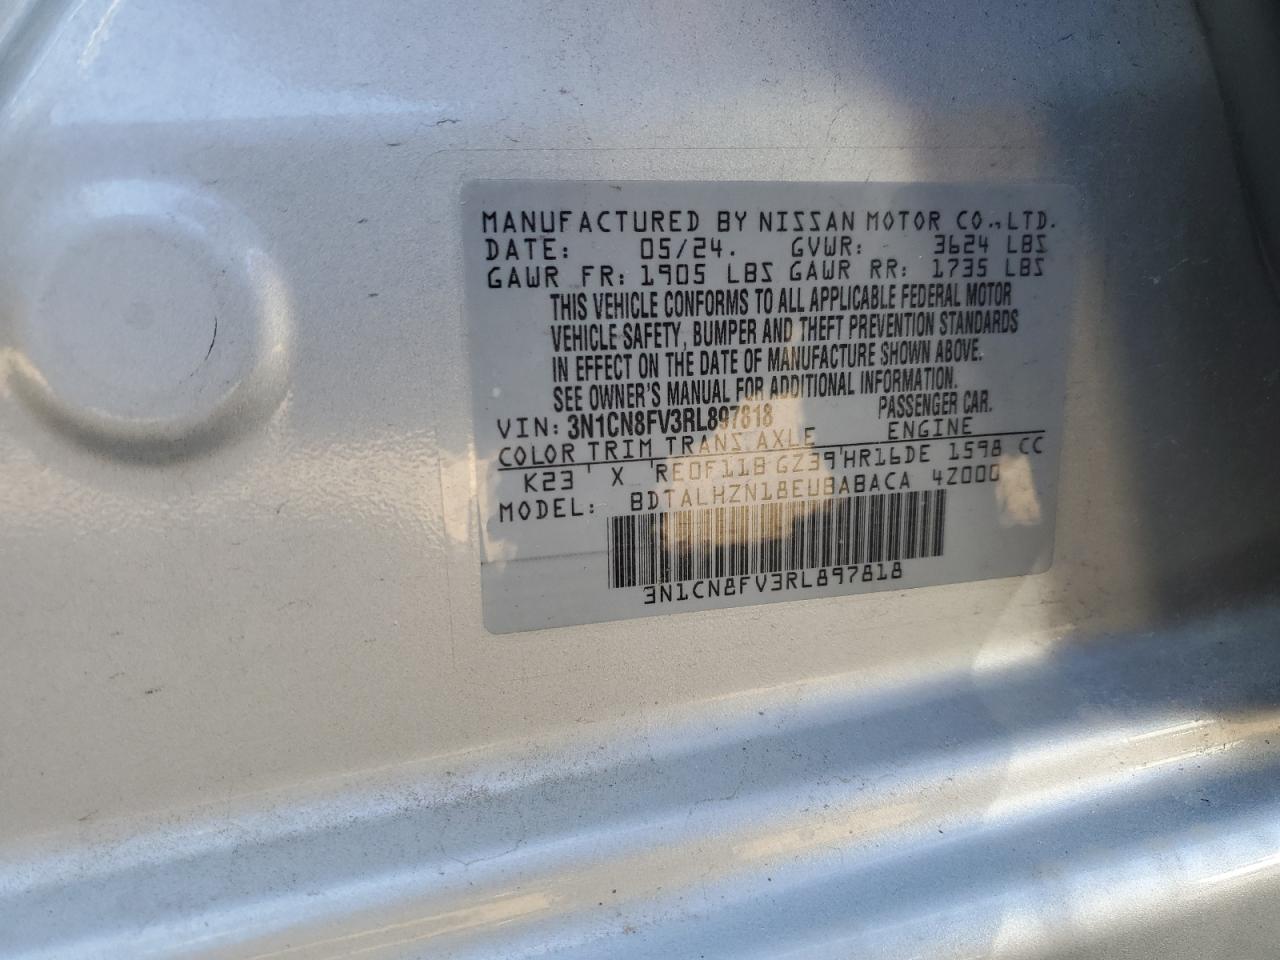 MANUFACTURED BY NISSAN MOTOR CO., LTD.
DATE: 05/24. GVWR: 3624 LBS
GAWR FR: 1905 LBS GAWR RR: 1735 LBS
THIS VEHICLE CONFORMS TO ALL APPLICABLE FEDERAL MOTOR
VEHICLE SAFETY, BUMPER AND THEFT PREVENTION STANDARDS
IN EFFECT ON THE DATE OF MANUFACTURE SHOWN ABOVE.
SEE OWNER'S MANUAL FOR ADDITIONAL INFORMATION.
VIN: 3N1CN8FV3RL897818 PASSENGER CAR.
COLOR TRIM TRANS. AXLE ENGINE
K23 X RE0F11B GZ39 HR16DE 1598 CC
MODEL: BDTALHZN18EUBABACA 4Z000
3N1CN8FV3RL897818